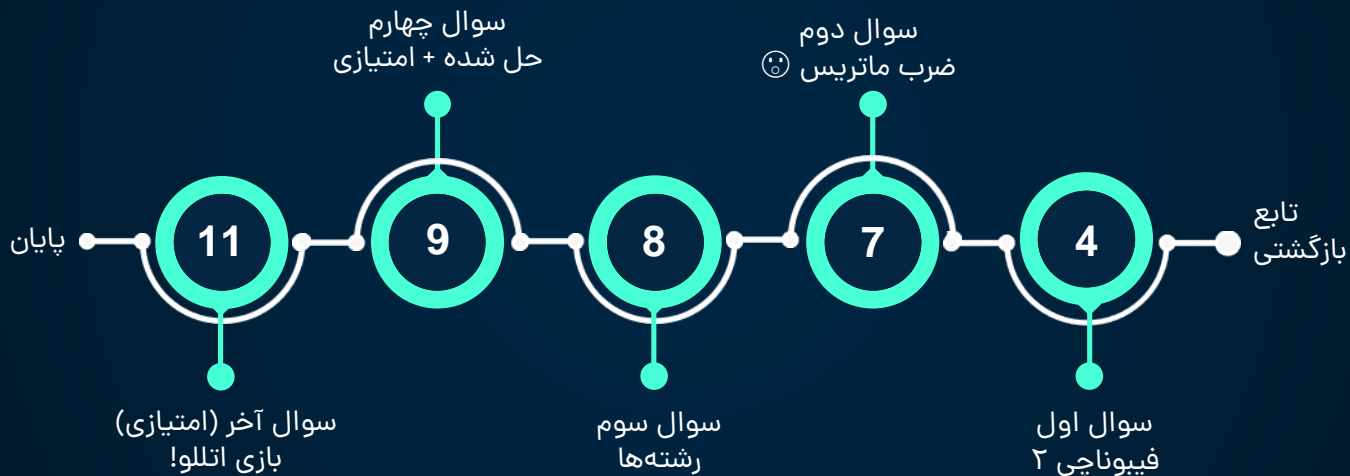 تابع
بازگشتی
4
سوال اول
فیبوناچی ۲
7
سوال دوم
ضرب ماتریس 😮
8
سوال سوم
رشته‌ها
9
سوال چهارم
حل شده + امتیازی
11
سوال آخر (امتیازی)
بازی اتللو!
پایان